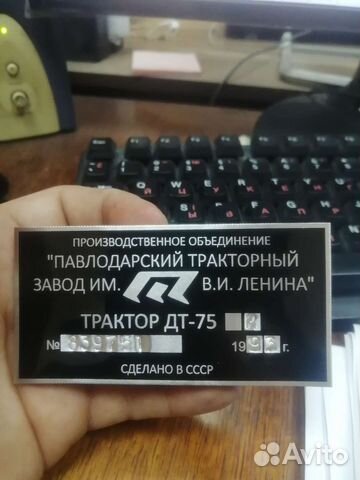 ПРОИЗВОДСТВЕННОЕ ОБЪЕДИНЕНИЕ
"ПАВЛОДАРСКИЙ ТРАКТОРНЫЙ
ЗАВОД ИМ. В.И. ЛЕНИНА"
ТРАКТОР ДТ-75
№
19 г.
СДЕЛАНО В СССР
Avito